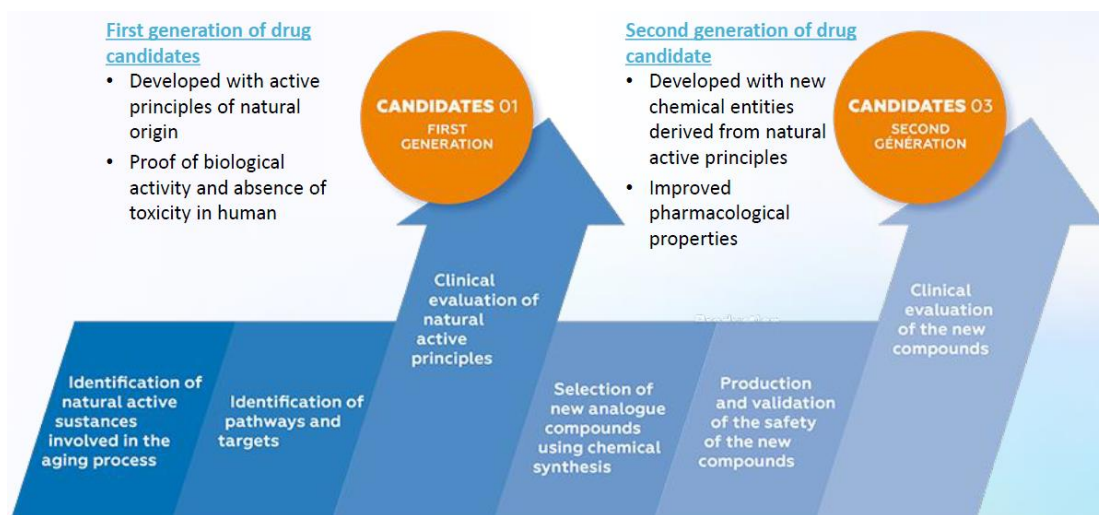 First generation of drug
candidates
• Developed with active
principles of natural
origin
• Proof of biological
activity and absence of
toxicity in human
CANDIDATES 01
FIRST
GENERATION
Second generation of drug
candidate
• Developed with new
chemical entities
derived from natural
active principles
• Improved
pharmacological
properties
CANDIDATES 03
SECOND
GÉNÉRATION
Identification of
natural active
sustances
involved in the
aging process
Identification of
pathways and
targets
Clinical
evaluation of
natural
active
principles
Selection of
new analogue
compounds
using chemical
synthesis
Production
Production
and validation
of the safety
of the new
compounds
Clinical
evaluation
of the new
compounds